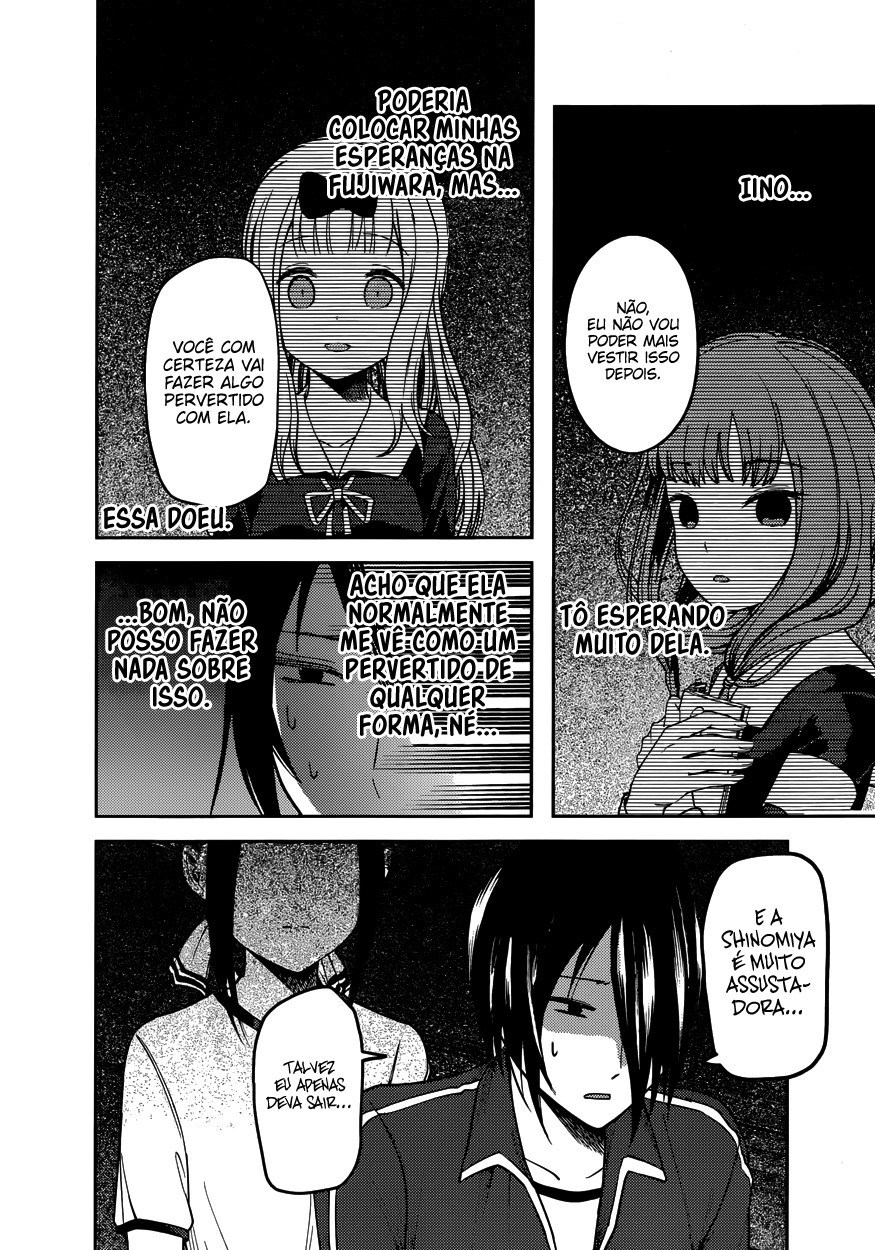 IINO...
NÃO,
EU NÃO VOU
PODER MAIS
VESTIR ISSO
DEPOIS.
TÔ ESPERANDO
MUITO DELA.
PODERIA
COLOCAR MINHAS
ESPERANÇAS NA
FUJIWARA, MAS...
VOCÊ COM
CERTEZA VAI
FAZER ALGO
PERVERTIDO
COM ELA.
ESSA DOEU.
ACHO QUE ELA
NORMALMENTE
ME VÊ COMO UM
PERVERTIDO DE
QUALQUER
FORMA, NÉ...
...BOM, NÃO
POSSO FAZER
NADA SOBRE
ISSO.
E A
SHINOMIYA
É MUITO
ASSUSTA-
DORA...
TALVEZ
EU APENAS
DEVA SAIR...